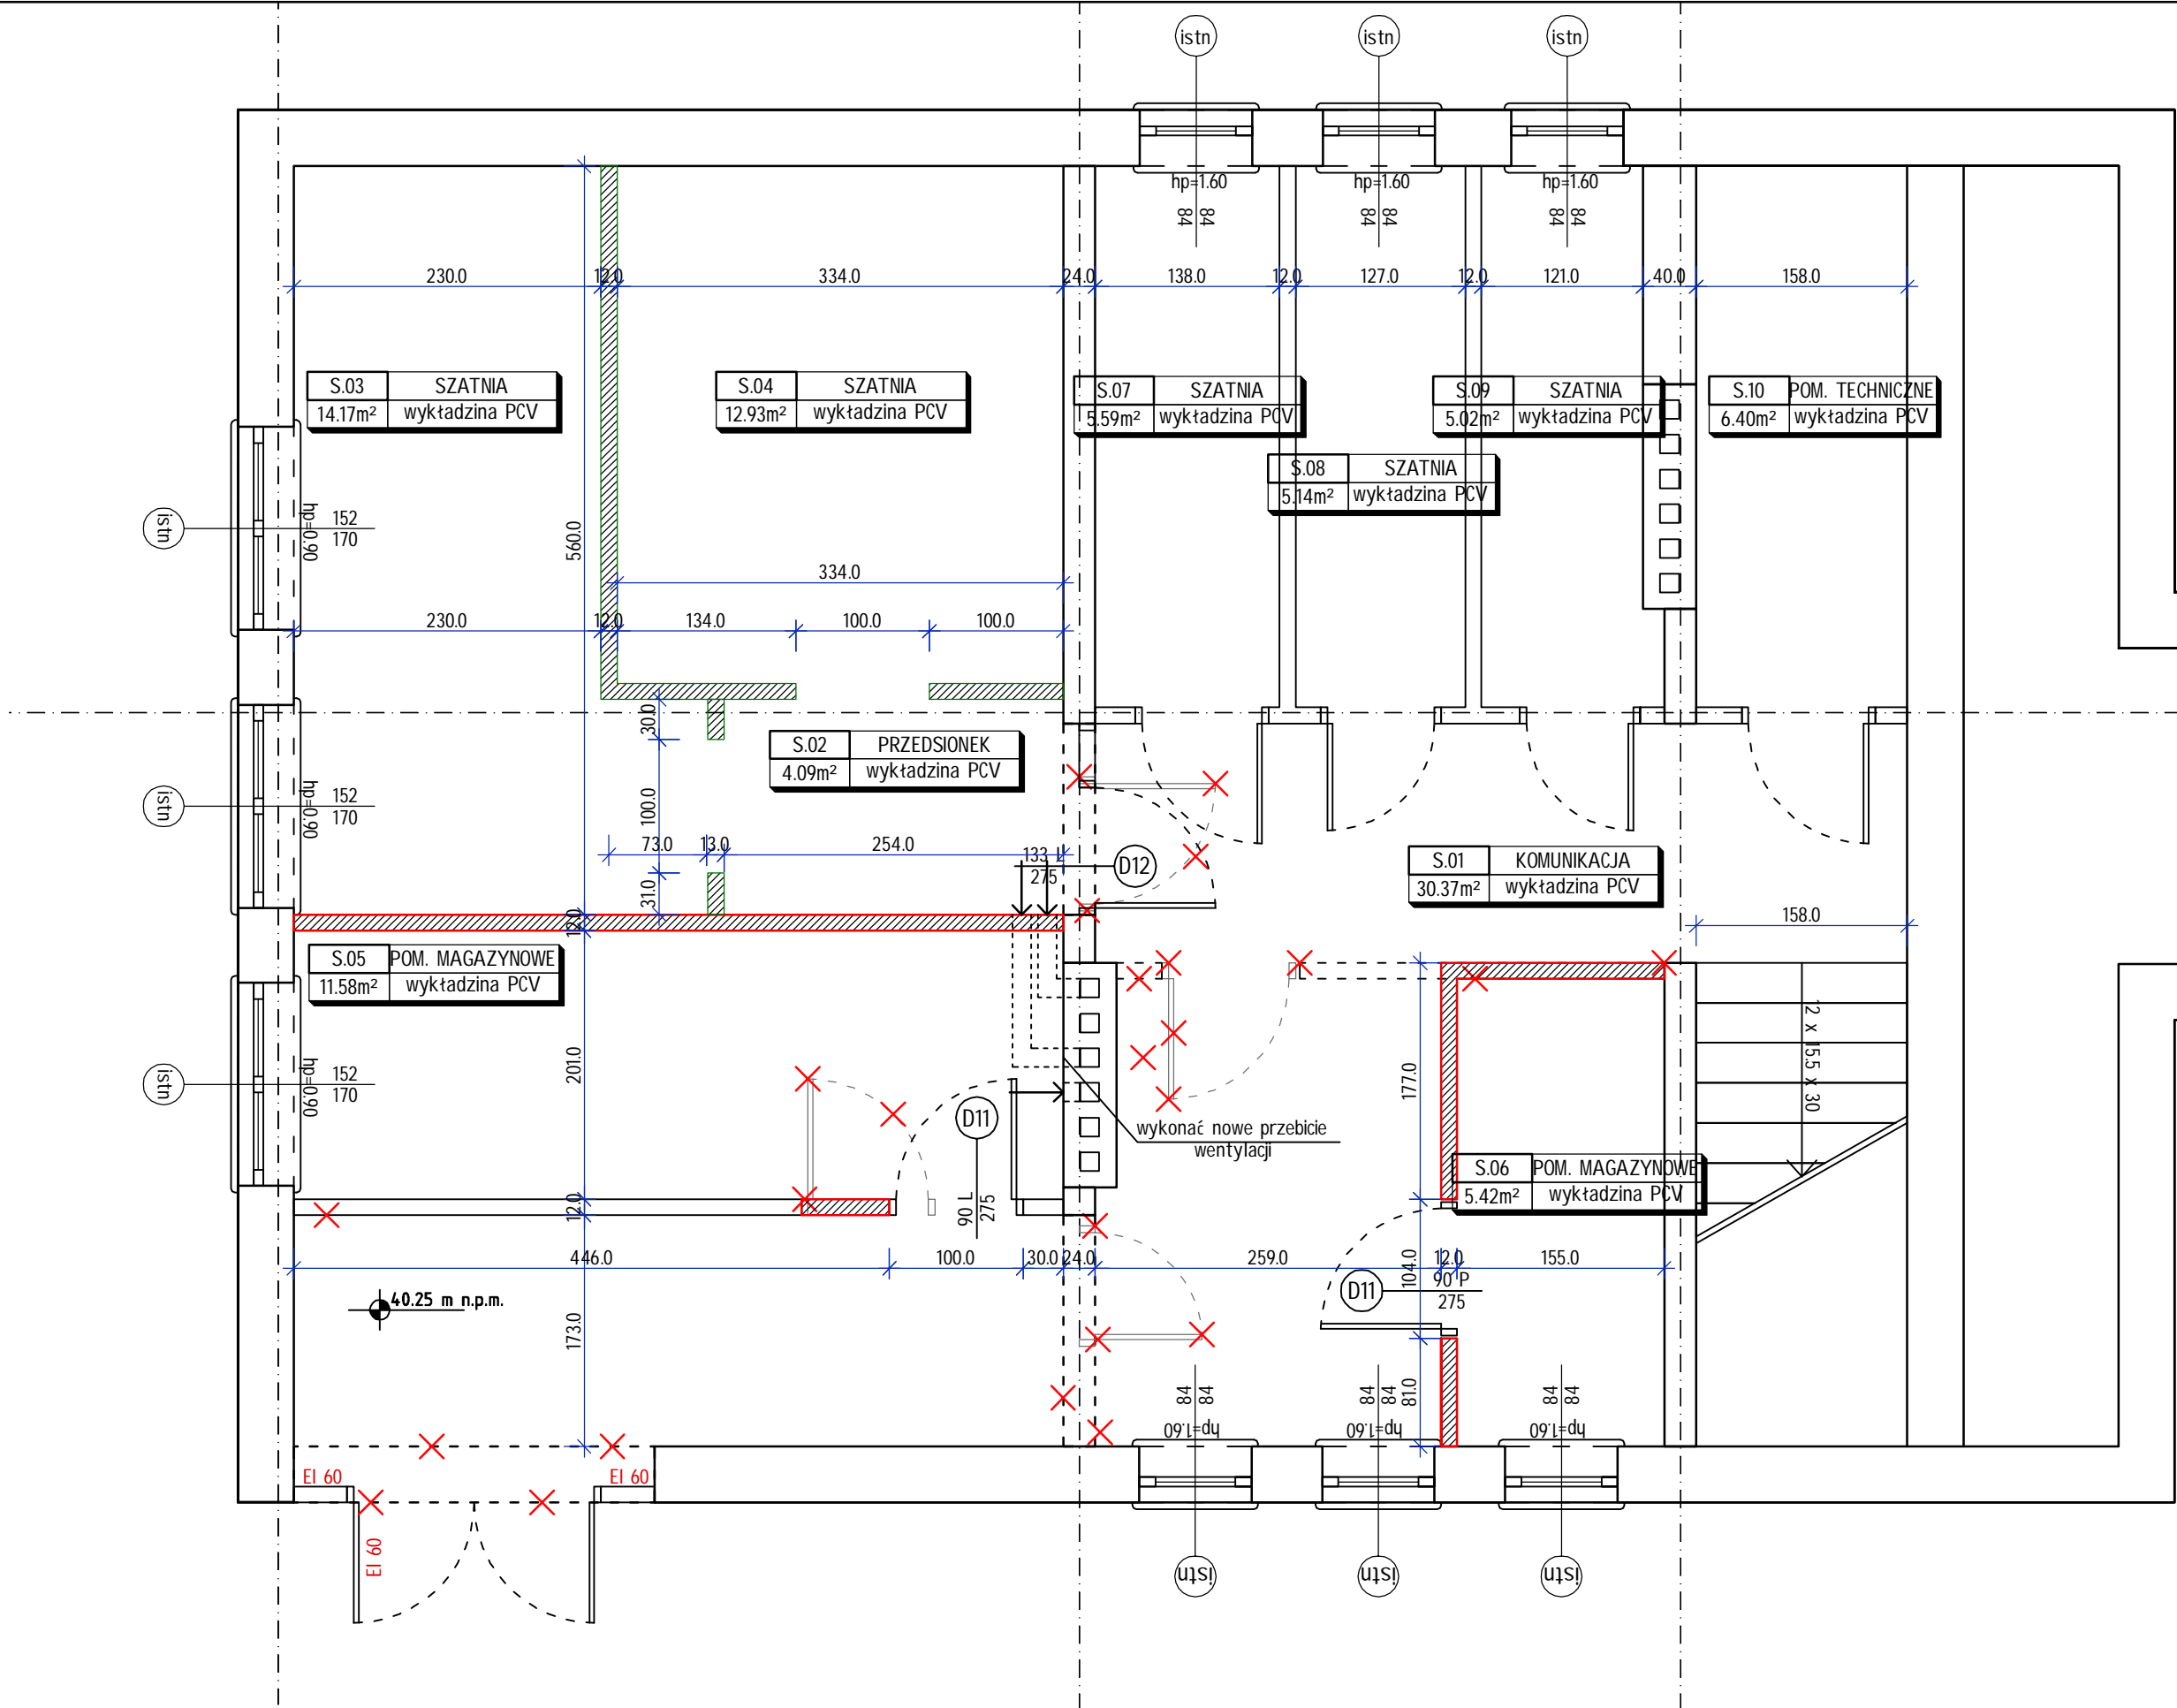 istn
istn
istn
hp=1.60
hp=1.60
hp=1.60
84
84
84
84
84
84
230.0
12.0
334.0
24.0
138.0
12.0
127.0
12.0
121.0
40.0
158.0
S.03
SZATNIA
14.17m²
wykładzina PCV
S.04
SZATNIA
12.93m²
wykładzina PCV
S.07
SZATNIA
5.59m²
wykładzina PCV
S.09
SZATNIA
5.02m²
wykładzina PCV
S.10
POM. TECHNICZNE
6.40m²
wykładzina PCV
S.08
SZATNIA
5.14m²
wykładzina PCV
istn
hp=0.90
152
170
560.0
334.0
230.0
12.0
134.0
100.0
100.0
30.0
S.02
PRZEDSIONEK
4.09m²
wykładzina PCV
istn
hp=0.90
152
170
100.0
73.0
13.0
254.0
133 L
275
D12
31.0
12.0
S.01
KOMUNIKACJA
30.37m²
wykładzina PCV
158.0
S.05
POM. MAGAZYNOWE
11.58m²
wykładzina PCV
istn
hp=0.90
152
170
201.0
177.0
12 x 15.5 x 30
D11
90 L
275
wykonać nowe przebicie
wentylacji
S.06
POM. MAGAZYNOWE
5.42m²
wykładzina PCV
12.0
446.0
100.0
30.0
24.0
259.0
12.0
155.0
104.0
D11
90 P
275
40.25 m n.p.m.
173.0
81.0
84
84
84
84
84
84
hp=1.60
hp=1.60
hp=1.60
EI 60
EI 60
EI 60
istn
istn
istn